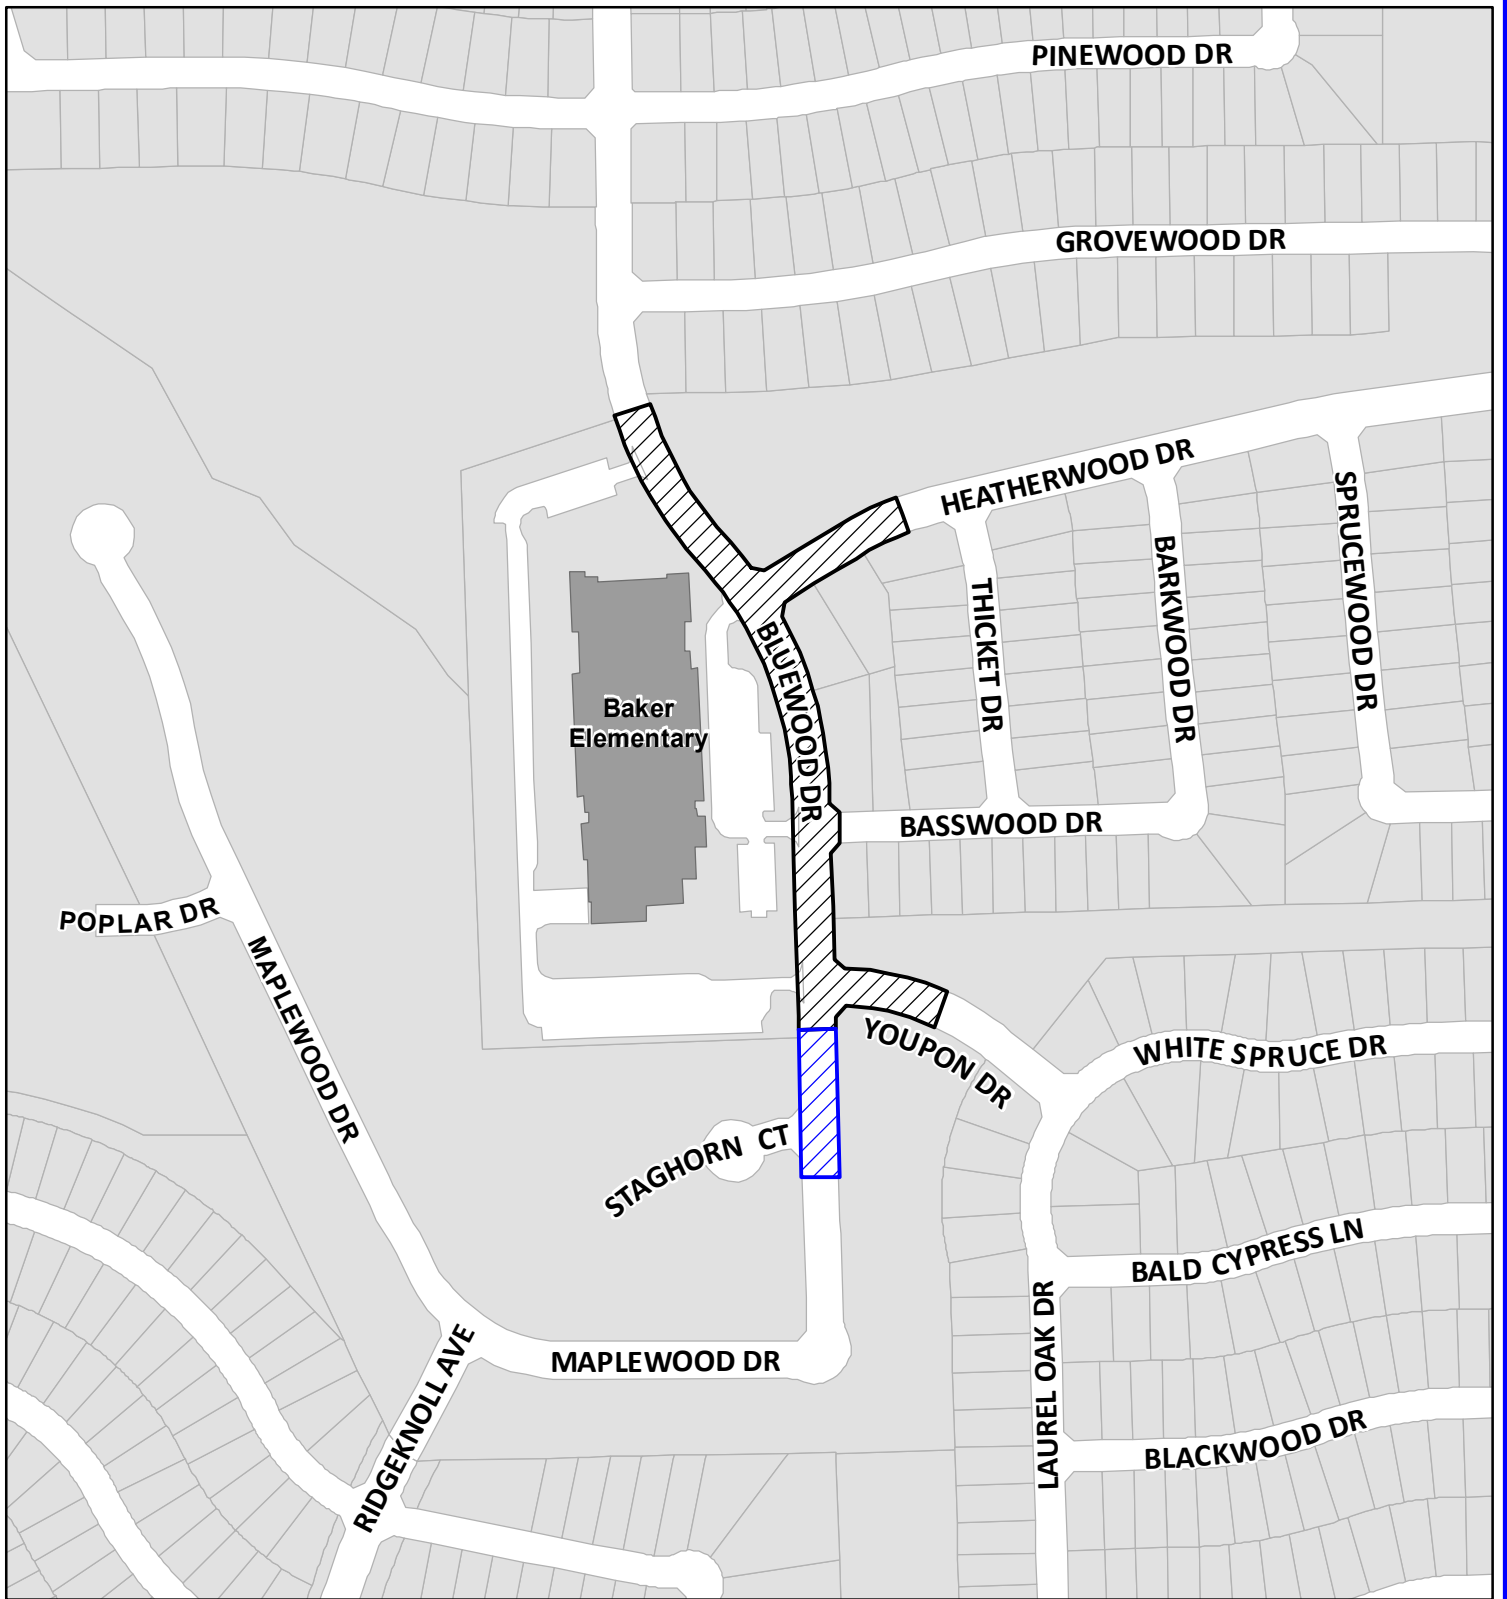 PINEWOOD DR
GROVEWOOD DR
HEATHERWOOD DR
SPRUCEWOOD DR
BARKWOOD DR
THICKET DR
BLUEWOOD DR
Baker
Elementary
BASSWOOD DR
POPLAR DR
MAPLEWOOD DR
YOUPON DR
WHITE SPRUCE DR
STAGHORN CT
BALD CYPRESS LN
LAUREL OAK DR
MAPLEWOOD DR
RIDGEKNOLL AVE
BLACKWOOD DR